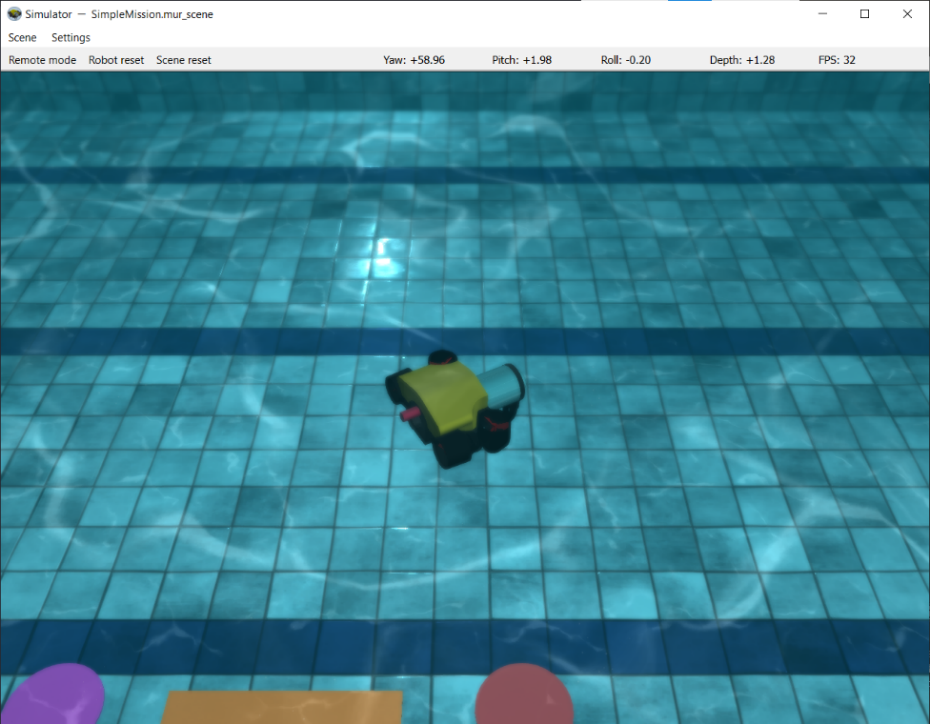 Simulator — SimpleMission.mur_scene
Scene Settings
Remote mode Robot reset Scene reset Yaw: +58.96 Pitch: +1.98 Roll: -0.20 Depth: +1.28 FPS: 32